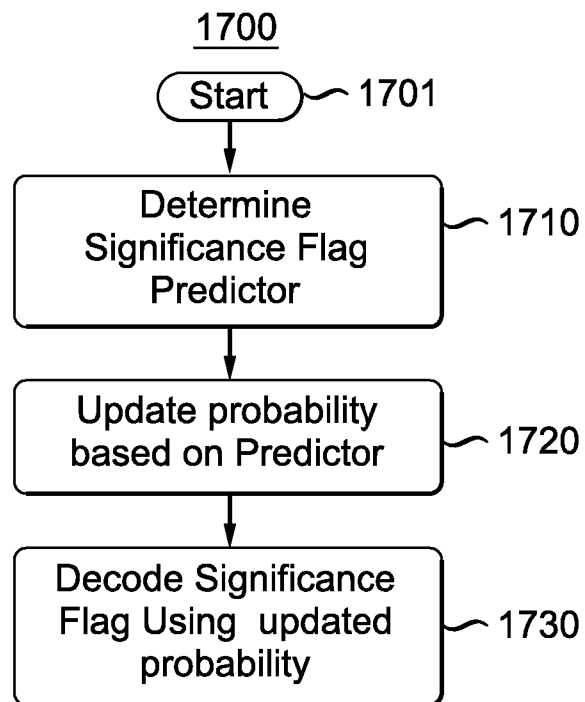 1700
Start 1701
Determine
Significance Flag
Predictor
1710
Update probability
based on Predictor
1720
Decode Significance
Flag Using updated
probability
1730